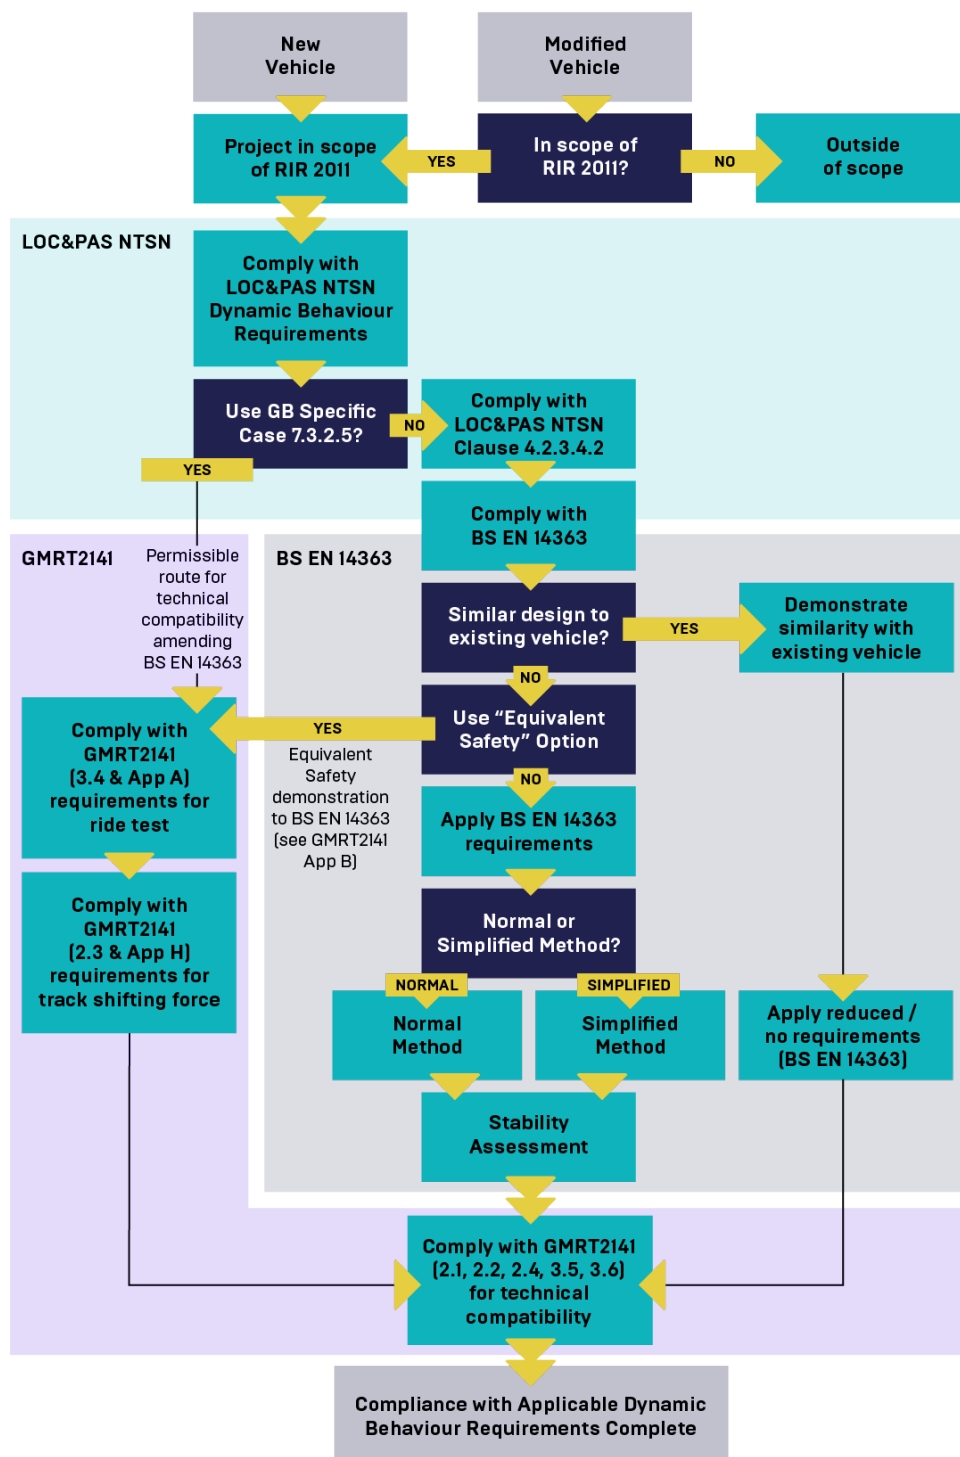 New
Vehicle
Modified
Vehicle
Project in scope
of RIR 2011
YES
In scope of
RIR 2011?
NO
Outside
of scope
LOC&PAS NTSN
Comply with
LOC&PAS NTSN
Dynamic Behaviour
Requirements
Use GB Specific
Case 7.3.2.5?
NO
Comply with
LOC&PAS NTSN
Clause 4.2.3.4.2
YES
Comply with
BS EN 14363
GMRT2141
Permissible
route for
technical
compatibility
amending
BS EN 14363
BS EN 14363
Similar design to
existing vehicle?
YES
Demonstrate
similarity with
existing vehicle
NO
Use “Equivalent
Safety” Option
YES
Equivalent
Safety
demonstration
to BS EN 14363
(see GMRT2141
App B)
Comply with
GMRT2141
(3.4 & App A)
requirements for
ride test
NO
Apply BS EN 14363
requirements
Comply with
GMRT2141
(2.3 & App H)
requirements for
track shifting force
Normal or
Simplified Method?
NORMAL
SIMPLIFIED
Normal
Method
Simplified
Method
Apply reduced /
no requirements
(BS EN 14363)
Stability
Assessment
Comply with GMRT2141
(2.1, 2.2, 2.4, 3.5, 3.6)
for technical
compatibility
Compliance with Applicable Dynamic
Behaviour Requirements Complete